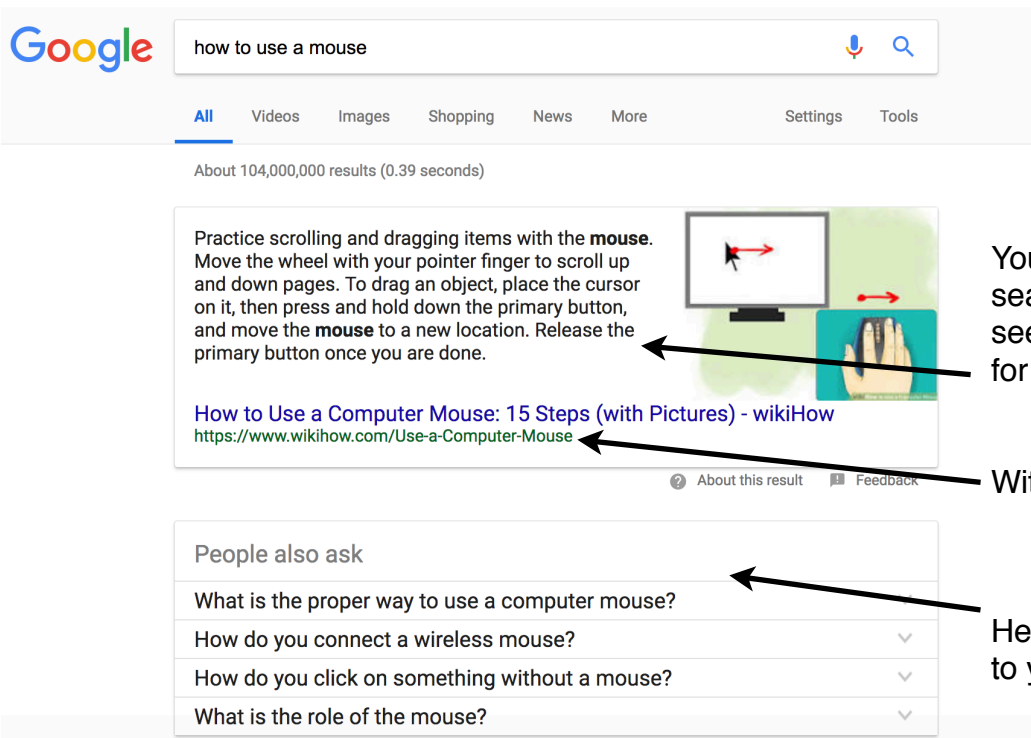 Google
how to use a mouse
All Videos Images Shopping News More Settings Tools
About 104,000,000 results (0.39 seconds)
Practice scrolling and dragging items with the mouse.
Move the wheel with your pointer finger to scroll up
and down pages. To drag an object, place the cursor
on it, then press and hold down the primary button,
and move the mouse to a new location. Release the
primary button once you are done.
How to Use a Computer Mouse: 15 Steps (with Pictures) - wikiHow
https://www.wikihow.com/Use-a-Computer-Mouse
About this result Feedback
for
People also ask
What is the proper way to use a computer mouse?
How do you connect a wireless mouse?
How do you click on something without a mouse?
What is the role of the mouse?
to